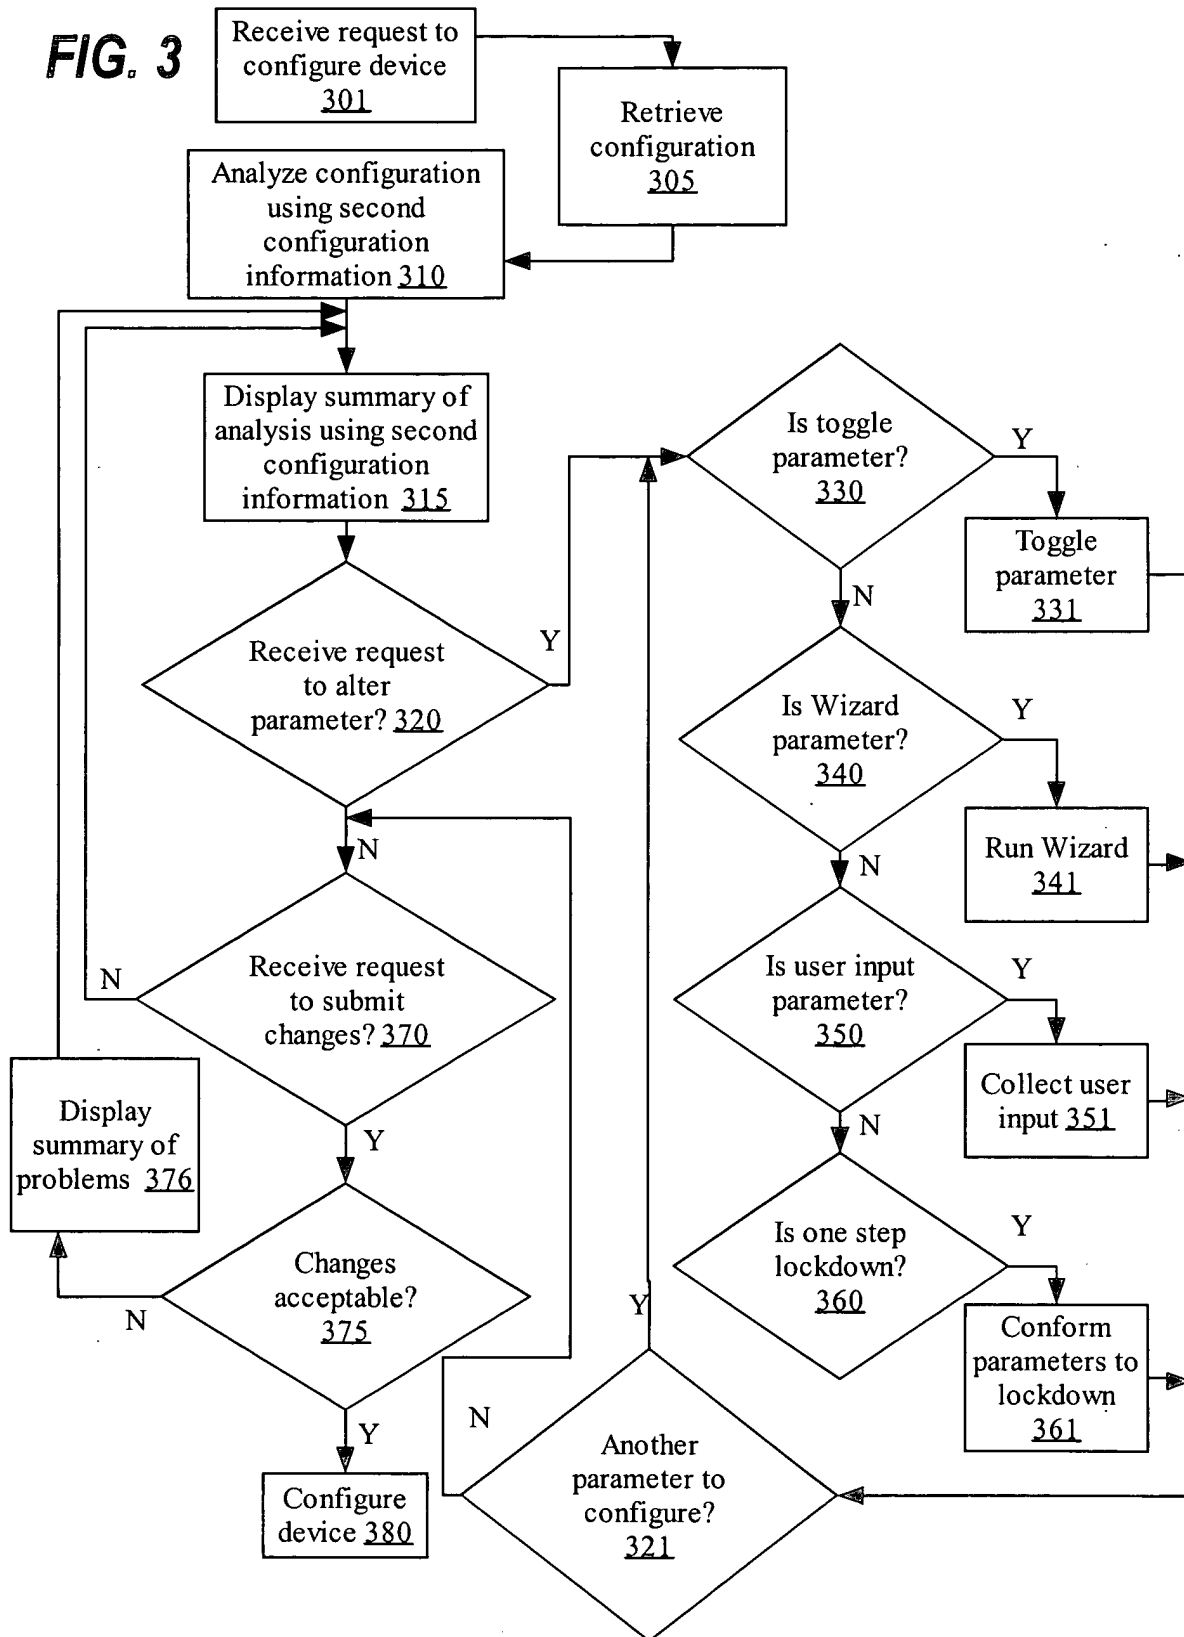 FIG. 3
Receive request to
configure device
301
Retrieve
configuration
305
Analyze configuration
using second
configuration
information 310
Display summary of
analysis using second
configuration
information 315
Receive request
to alter
parameter? 320
Y
N
Receive request
to submit
changes? 370
N
Y
Display
summary of
problems 376
Changes
acceptable?
375
N
Y
Configure
device 380
Is toggle
parameter?
330
Y
N
Toggle
parameter
331
Is Wizard
parameter?
340
Y
N
Run Wizard
341
Is user input
parameter?
350
Y
N
Collect user
input 351
Is one step
lockdown?
360
Y
Conform
parameters to
lockdown
361
Another
parameter to
configure?
321
Y
N